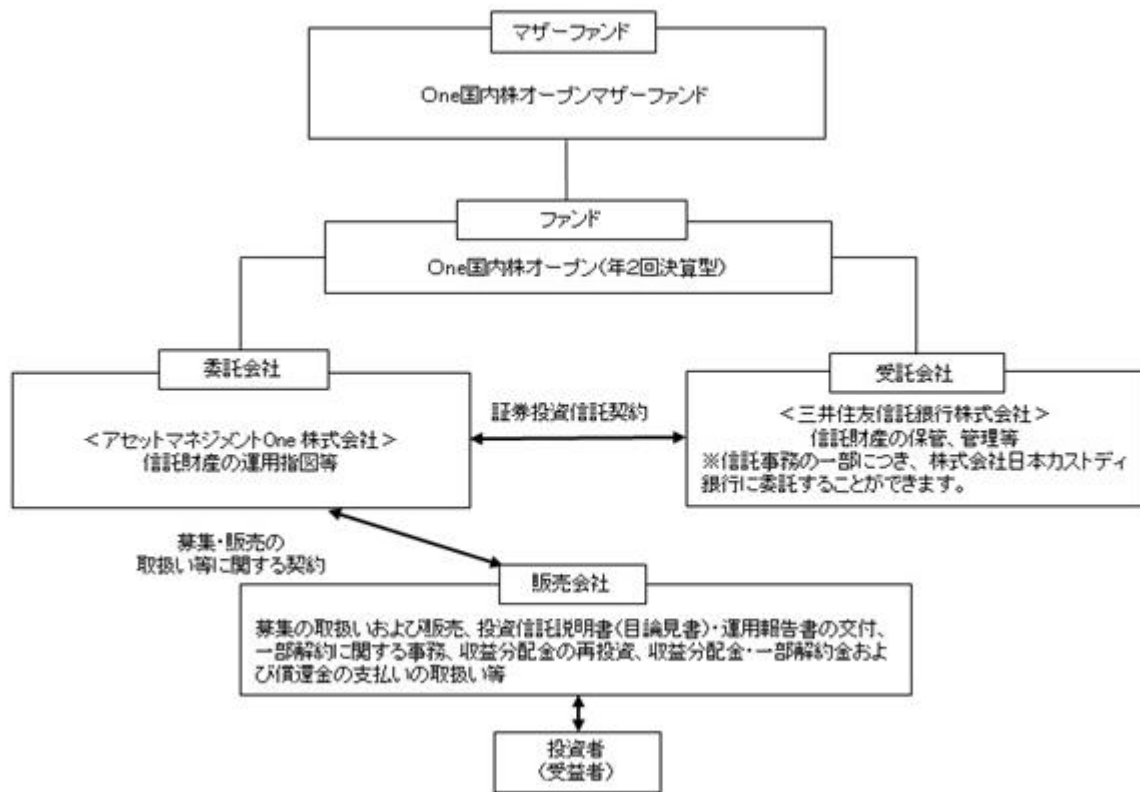 マザーファンド
One国内株オープンマザーファンド
ファンド
One国内株オープン(年2回決算型)
委託会社
<アセットマネジメントOne 株式会社>
信託財産の運用指図等
証券投資信託契約
受託会社
<三井住友信託銀行株式会社>
信託財産の保管、管理等
※信託事務の一部につき、株式会社日本カストディ
銀行に委託することができます。
募集・販売の
取扱い等に関する契約
販売会社
募集の取扱いおよび販売、投資信託説明書(目論見書)・運用報告書の交付、
一部解約に関する事務、収益分配金の再投資、収益分配金・一部解約金およ
び償還金の支払いの取扱い等
投資者
(受益者)